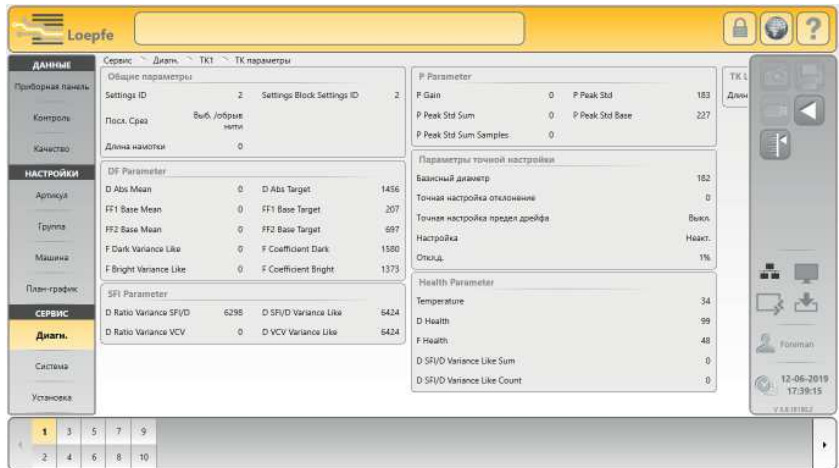 Loepfe
?
ДАННЫЕ
Приборная панель
Контроль
Качество
НАСТРОЙКИ
Артикул
Группа
Машина
План-график
СЕРВИС
Диагн.
Система
Установка
Сервис Диагн. TK1 TK параметры
Общие параметры
Settings ID 2 Settings Block Settings ID 2
Посл. Срез Выб. /обрыв нити
Длина намотки 0
DF Parameter
D Abs Mean 0 D Abs Target 1456
FF1 Base Mean 0 FF1 Base Target 207
FF2 Base Mean 0 FF2 Base Target 697
F Dark Variance Like 0 F Coefficient Dark 1580
F Bright Variance Like 0 F Coefficient Bright 1373
SFI Parameter
D Ratio Variance SFI/D 6298 D SFI/D Variance Like 6424
D Ratio Variance VCV 0 D VCV Variance Like 6424
P Parameter
P Gain 0 P Peak Std 183
P Peak Std Sum 0 P Peak Std Base 227
P Peak Std Sum Samples 0
Параметры точной настройки
Базисный диаметр 182
Точная настройка отклонение 0
Точная настройка предел дрейфа Выкл.
Настройка Неакт.
Откл.д. 1%
Health Parameter
Temperature 34
D Health 99
F Health 48
D SFI/D Variance Like Sum 0
D SFI/D Variance Like Count 0
TK L
Длин
Foreman
12-06-2019
17:39:15
1 3 5 7 9
2 4 6 8 10